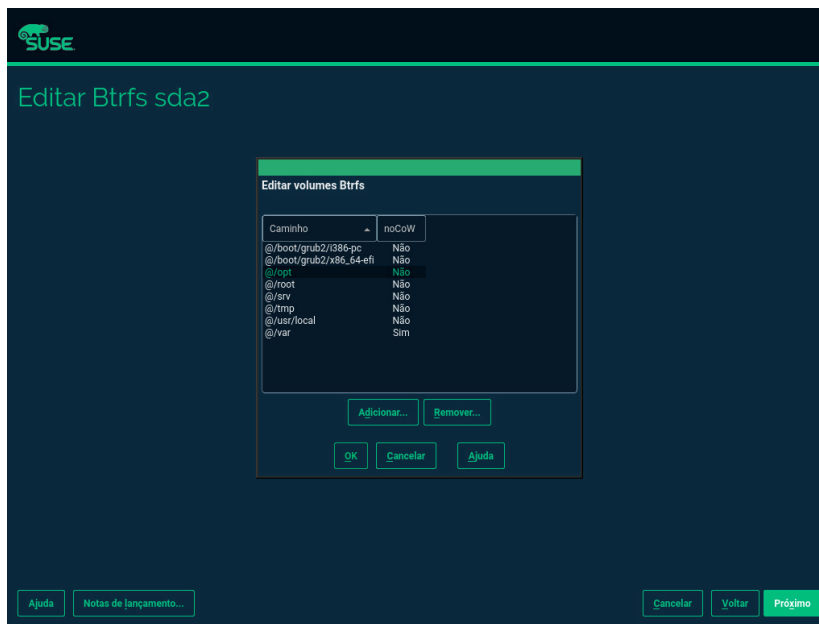 SUSE
Editar Btrfs sda2
Editar volumes Btrfs
Caminho noCoW
@/boot/grub2/i386-pc Não
@/boot/grub2/x86_64-efi Não
@/opt Não
@/root Não
@/srv Não
@/tmp Não
@/usr/local Não
@/var Sim
Adicionar... Remover...
OK Cancelar Ajuda
Ajuda Notas de lançamento... Cancelar Voltar Próximo